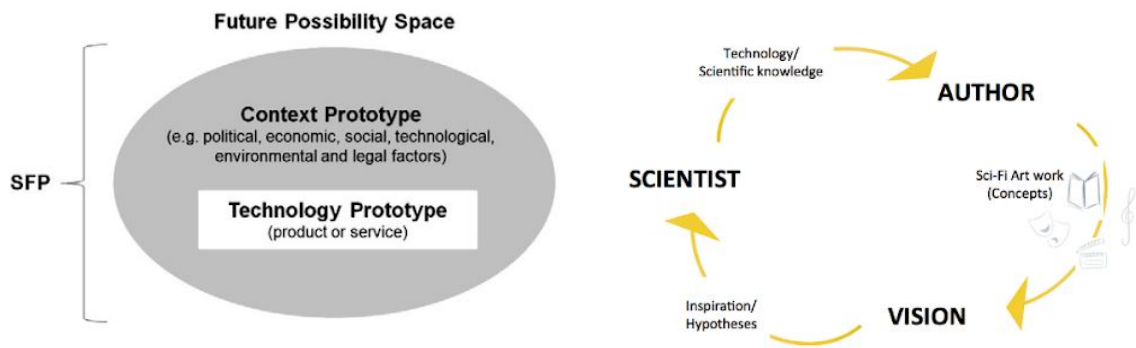 Future Possibility Space
Context Prototype
(e.g. political, economic, social, technological,
environmental and legal factors)
SFP
Technology Prototype
(product or service)
Technology/
Scientific knowledge
AUTHOR
SCIENTIST
Sci-Fi Art work
(Concepts)
Inspiration/
Hypotheses
VISION